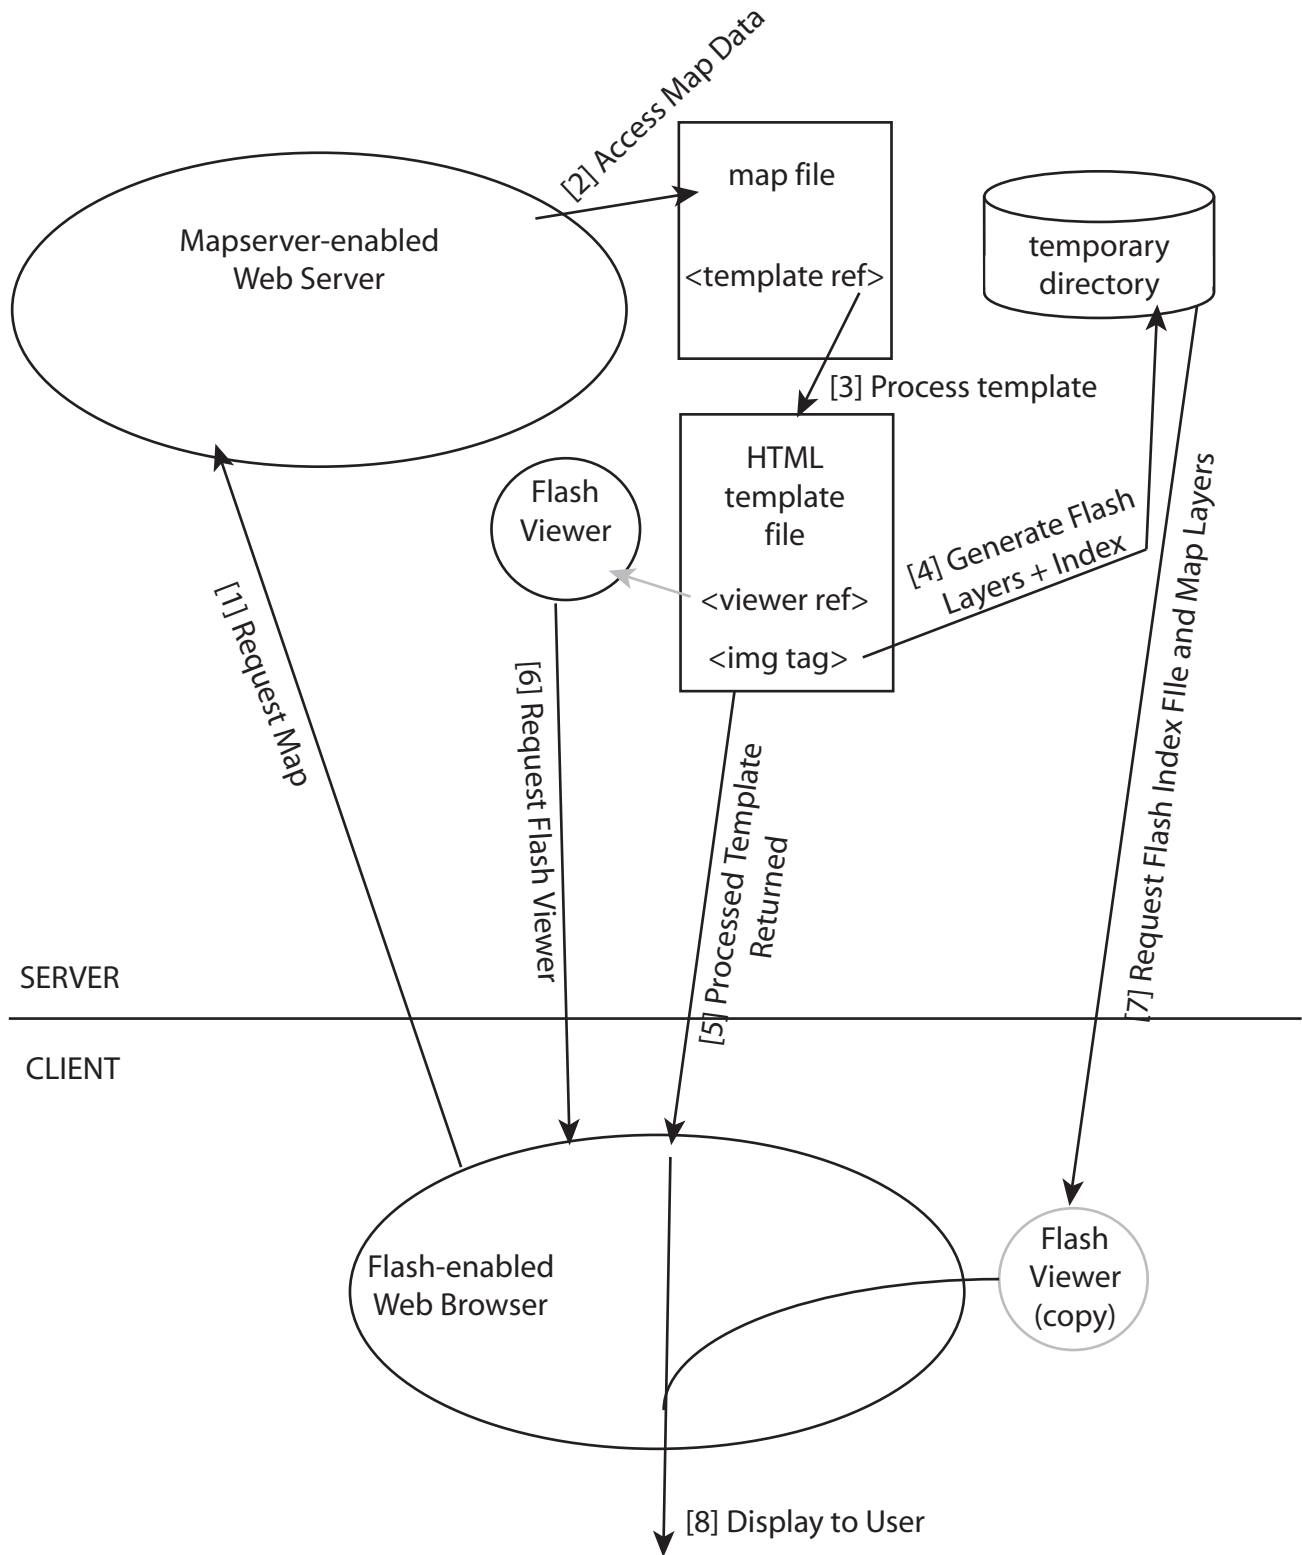 [2] Access Map Data
map file
<template ref>
Mapserver-enabled
Web Server
temporary
directory
[3] Process template
HTML
template
file
<viewer ref>
<img tag>
Flash
Viewer
[4] Generate Flash
Layers + Index
[1] Request Map
[6] Request Flash Viewer
[5] Processed Template
Returned
[7] Request Flash Index FIle and Map Layers
SERVER
CLIENT
Flash-enabled
Web Browser
Flash
Viewer
(copy)
[8] Display to User